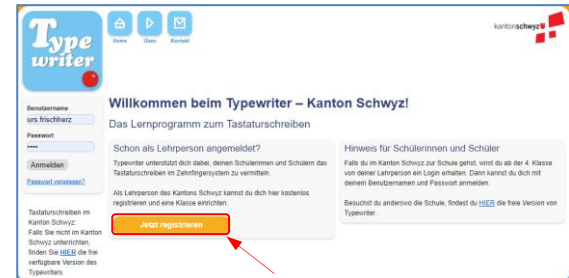 Type
writer
Home Üben Kontakt
kantonschwyz
Benutzername
urs.frischherz
Passwort
••••
Anmelden
Passwort vergessen?
Tastaturschreiben im
Kanton Schwyz:
Falls Sie nicht im Kanton
Schwyz unterrichten,
finden Sie HIER die frei
verfügbare Version des
Typewriters.
Willkommen beim Typewriter – Kanton Schwyz!
Das Lernprogramm zum Tastaturschreiben
Schon als Lehrperson angemeldet?
Typewriter unterstützt dich dabei, deinen Schülerinnen und Schülern das
Tastaturschreiben im Zehnfingersystem zu vermitteln.
Als Lehrperson des Kantons Schwyz kannst du dich hier kostenlos
registrieren und eine Klasse einrichten.
Jetzt registrieren
Hinweis für Schülerinnen und Schüler
Falls du im Kanton Schwyz zur Schule gehst, wirst du ab der 4. Klasse
von deiner Lehrperson ein Login erhalten. Dann kannst du dich mit
deinem Benutzernamen und Passwort anmelden.
Besuchst du anderswo die Schule, findest du HIER die freie Version von
Typewriter.